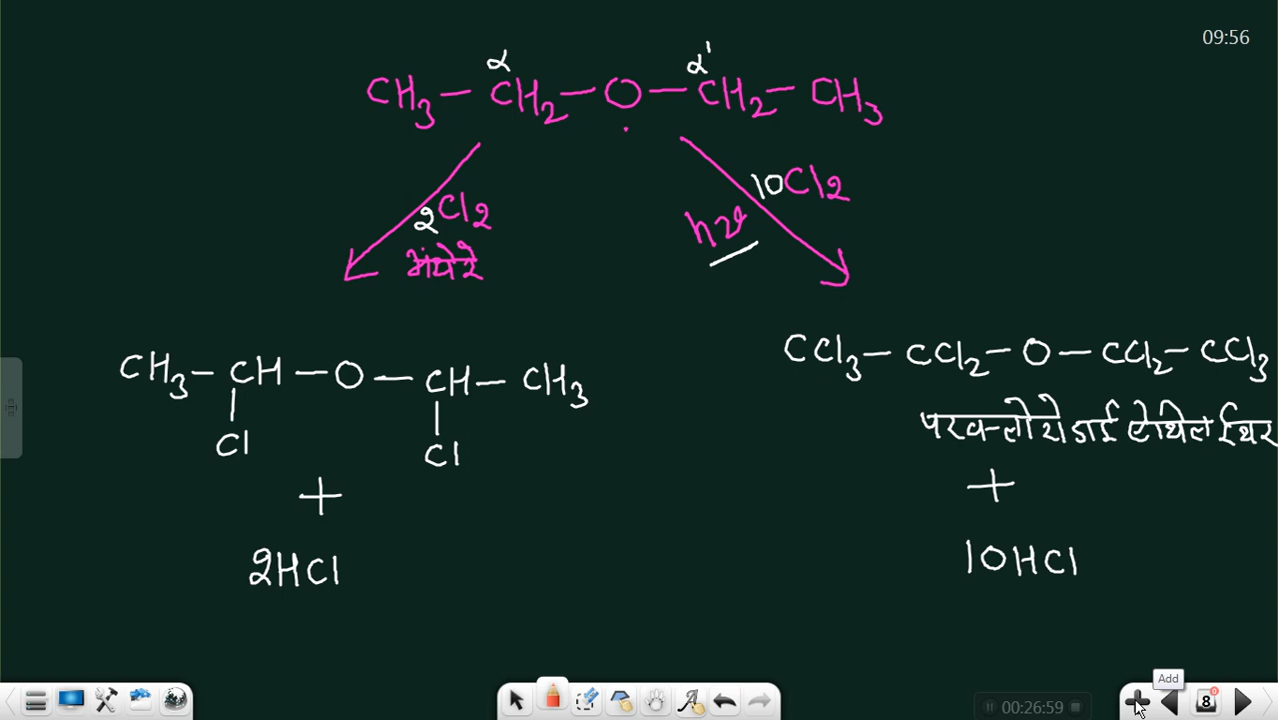 09:56
α α'
CH₃ — CH₂ — O — CH₂ — CH₃
2Cl₂
अंधेरे
10Cl₂
hν
CH₃ — CH — O — CH — CH₃
Cl Cl
+
2HCl
CCl₃ — CCl₂ — O — CCl₂ — CCl₃
परक्लोरो डाई ऐथिल ईथर
+
10HCl
Add
8
00:26:59